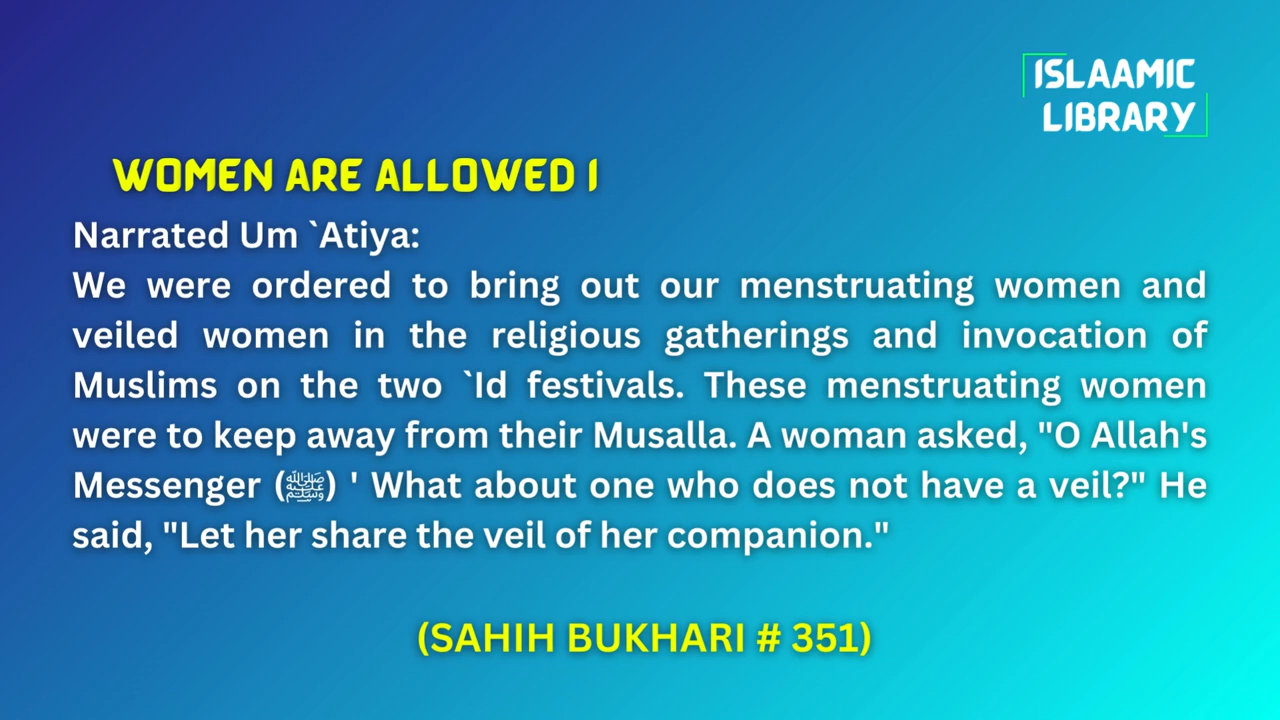 ISLAAMIC
LIBRARY
WOMEN ARE ALLOWED I
Narrated Um `Atiya:
We were ordered to bring out our menstruating women and
veiled women in the religious gatherings and invocation of
Muslims on the two `Id festivals. These menstruating women
were to keep away from their Musalla. A woman asked, "O Allah's
Messenger (ﷺ) ' What about one who does not have a veil?" He
said, "Let her share the veil of her companion."
(SAHIH BUKHARI # 351)